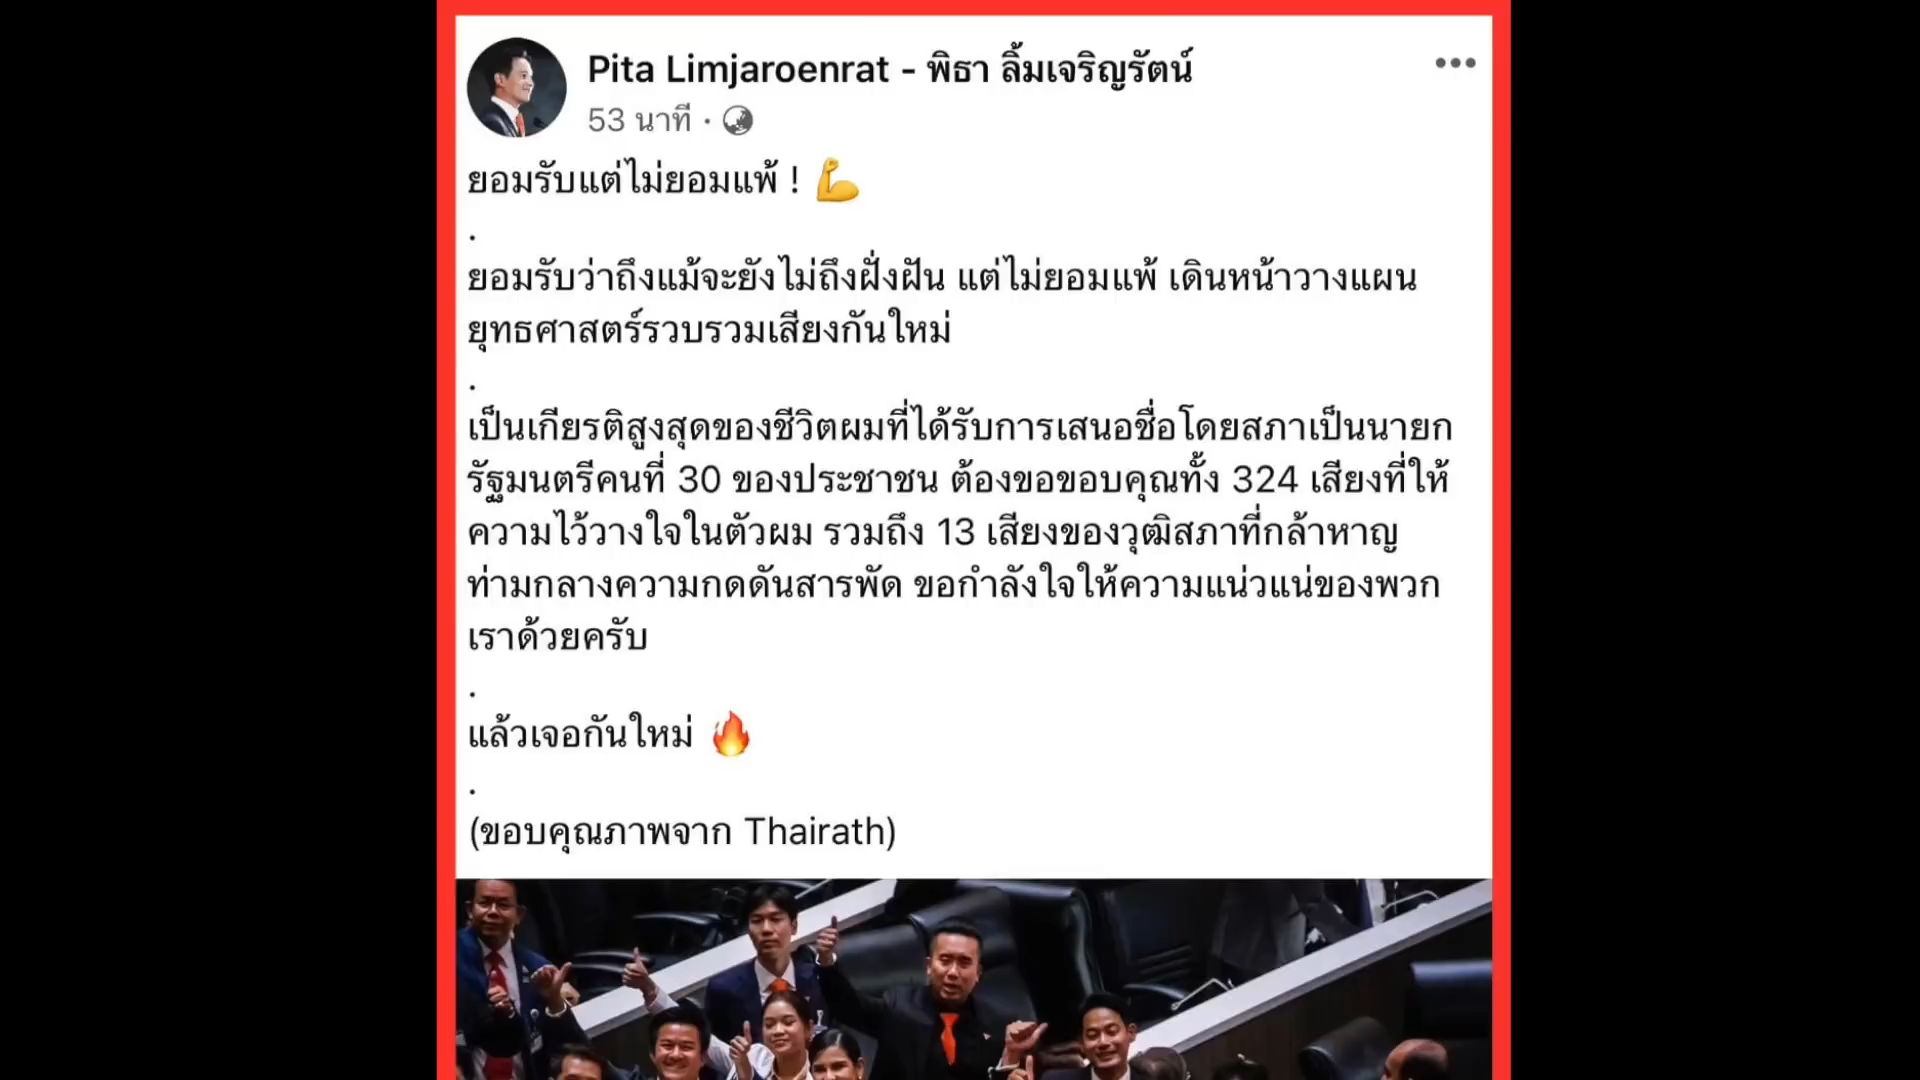 Pita Limjaroenrat - พิธา ลิ้มเจริญรัตน์
53 นาที ·
ยอมรับแต่ไม่ยอมแพ้ ! 💪
.
ยอมรับว่าถึงแม้จะยังไม่ถึงฝั่งฝัน แต่ไม่ยอมแพ้ เดินหน้าวางแผน
ยุทธศาสตร์รวบรวมเสียงกันใหม่
.
เป็นเกียรติสูงสุดของชีวิตผมที่ได้รับการเสนอชื่อโดยสภาเป็นนายก
รัฐมนตรีคนที่ 30 ของประชาชน ต้องขอขอบคุณทั้ง 324 เสียงที่ให้
ความไว้วางใจในตัวผม รวมถึง 13 เสียงของวุฒิสภาที่กล้าหาญ
ท่ามกลางความกดดันสารพัด ขอกำลังใจให้ความแน่วแน่ของพวก
เราด้วยครับ
.
แล้วเจอกันใหม่ 🔥
.
(ขอบคุณภาพจาก Thairath)